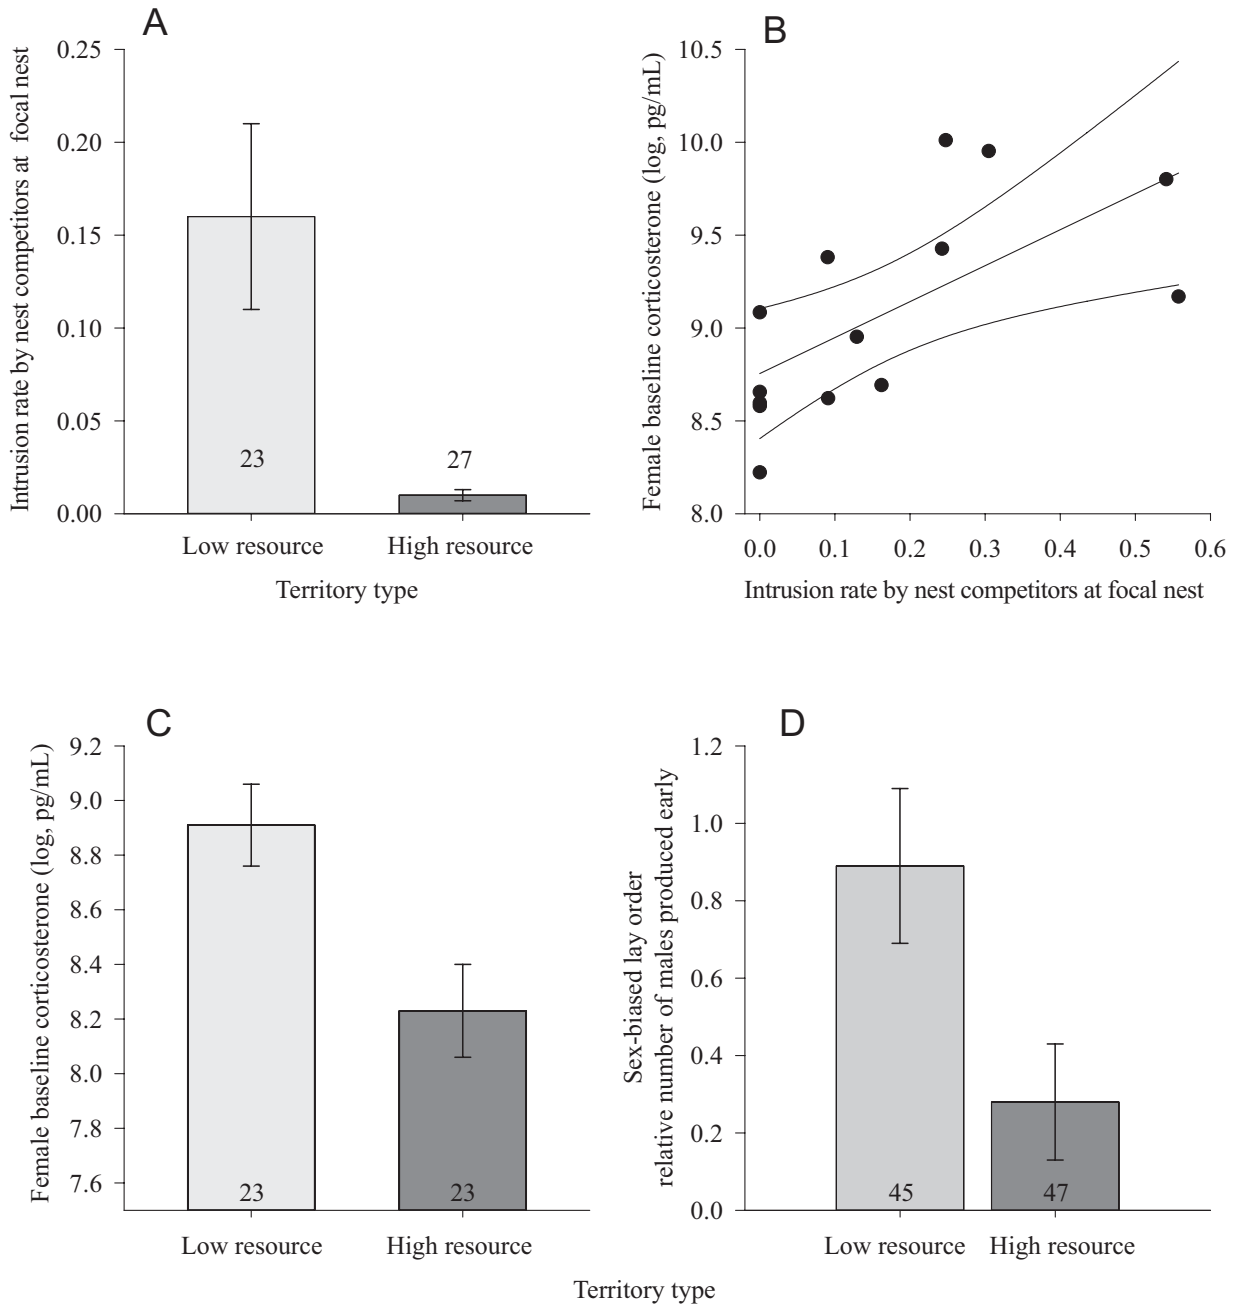 A
Intrusion rate by nest competitors at focal nest
0.25
0.20
0.15
0.10
0.05
0.00
23
27
Low resource
High resource
Territory type
B
Female baseline corticosterone (log, pg/mL)
10.5
10.0
9.5
9.0
8.5
8.0
0.0 0.1 0.2 0.3 0.4 0.5 0.6
Intrusion rate by nest competitors at focal nest
C
Female baseline corticosterone (log, pg/mL)
9.2
9.0
8.8
8.6
8.4
8.2
8.0
7.8
7.6
23
23
Low resource
High resource
D
Sex-biased lay order
relative number of males produced early
1.2
1.0
0.8
0.6
0.4
0.2
0.0
45
47
Low resource
High resource
Territory type